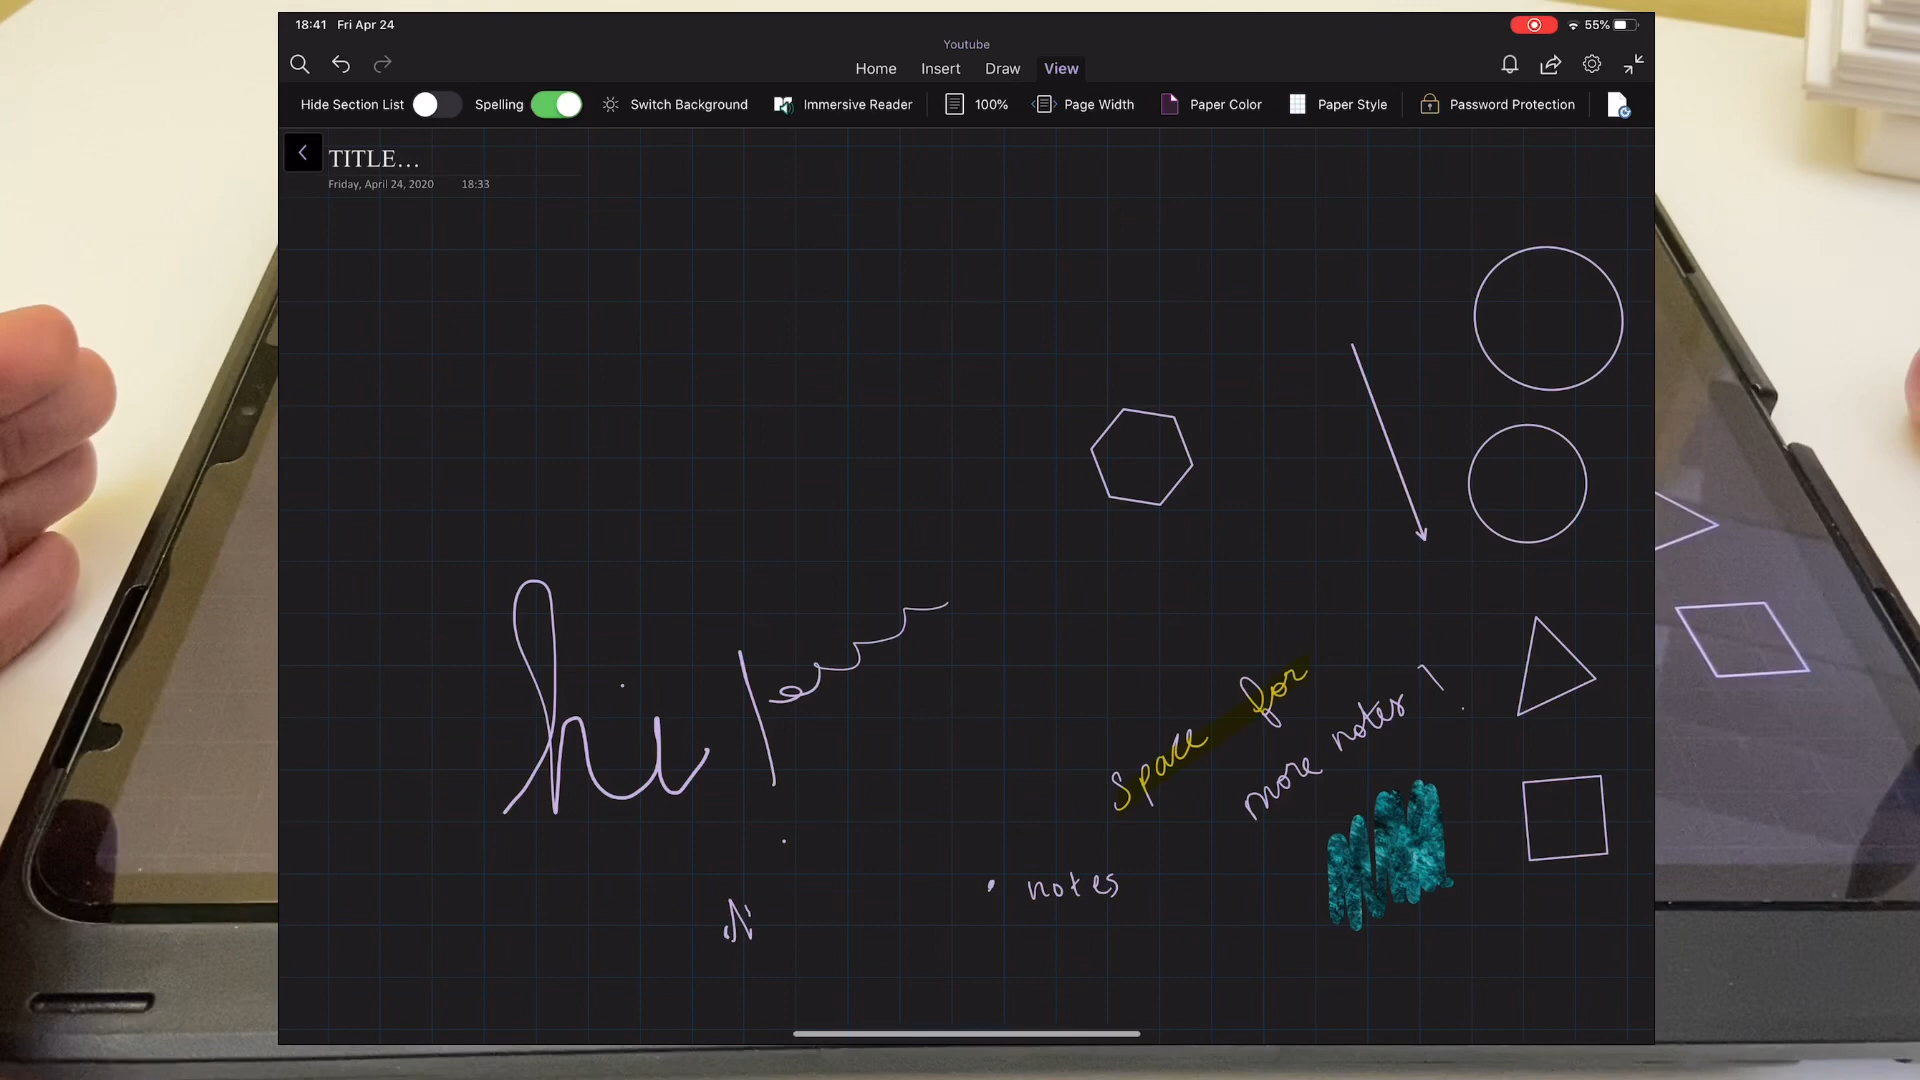 18:41 Fri Apr 24
55%
Youtube
Home Insert Draw View
Hide Section List Spelling Switch Background Immersive Reader 100% Page Width Paper Color Paper Style Password Protection
TITLE...
Friday, April 24, 2020 18:33
hi
Space for
more notes !
• notes